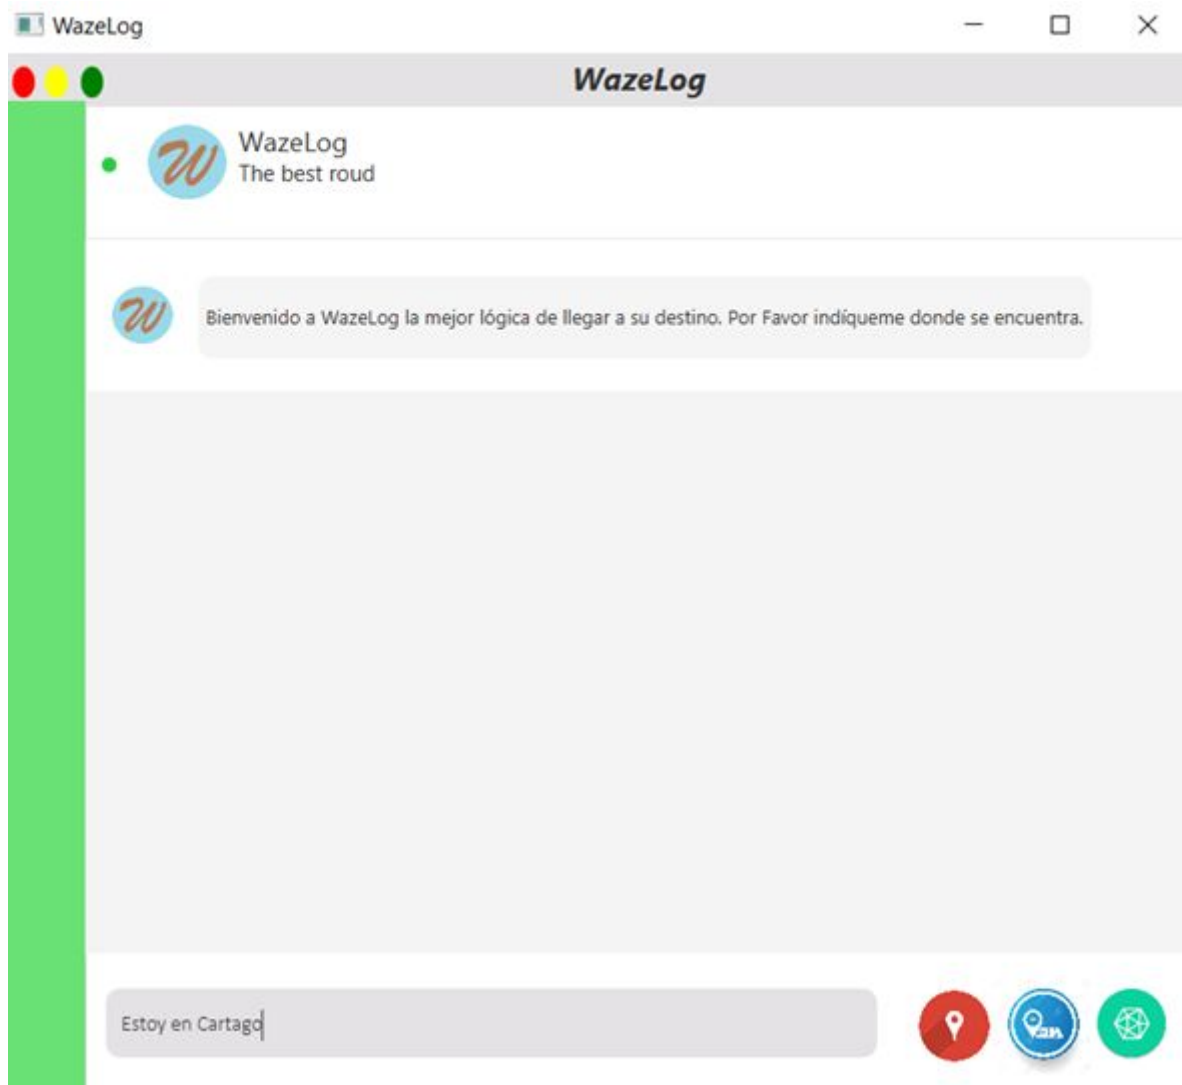 WazeLog
WazeLog
WazeLog
The best roud
Bienvenido a WazeLog la mejor lógica de llegar a su destino. Por Favor indíqueme donde se encuentra.
Estoy en Cartago